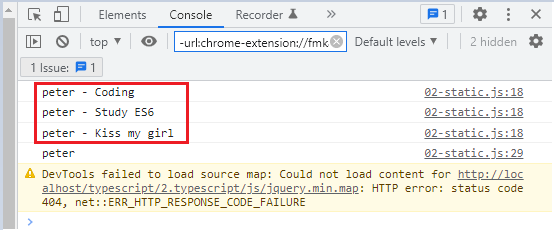 Elements Console Recorder 1
top -url:chrome-extension://fmk Default levels 2 hidden
1 Issue: 1
peter - Coding 02-static.js:18
peter - Study ES6 02-static.js:18
peter - Kiss my girl 02-static.js:18
peter 02-static.js:29
DevTools failed to load source map: Could not load content for http://loc
alhost/typescript/2.typescript/js/jquery.min.map: HTTP error: status code
404, net::ERR_HTTP_RESPONSE_CODE_FAILURE